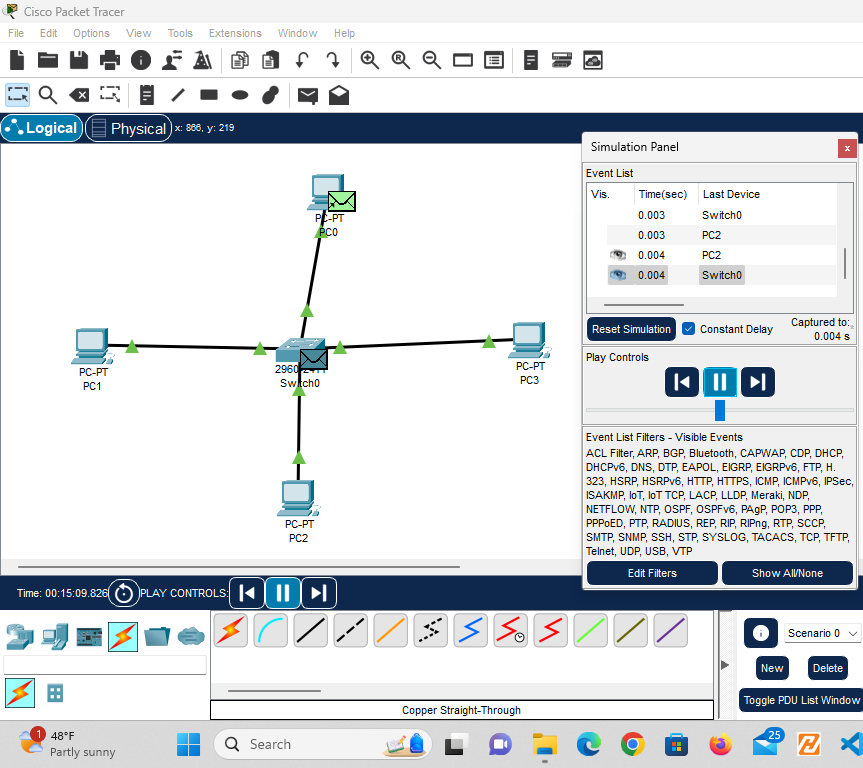 Cisco Packet Tracer
File Edit Options View Tools Extensions Window Help
Logical Physical x: 866, y: 219
PC-PT
PC0
PC-PT
PC1
Switch0
PC-PT
PC3
PC-PT
PC2
Simulation Panel
x
Event List
Vis. Time(sec) Last Device
0.003 Switch0
0.003 PC2
0.004 PC2
0.004 Switch0
Reset Simulation Constant Delay Captured to:
0.004 s
Play Controls
Event List Filters - Visible Events
ACL Filter, ARP, BGP, Bluetooth, CAPWAP, CDP, DHCP,
DHCPv6, DNS, DTP, EAPOL, EIGRP, EIGRPv6, FTP, H.
323, HSRP, HSRPv6, HTTP, HTTPS, ICMP, ICMPv6, IPSec,
ISAKMP, IoT, IoT TCP, LACP, LLDP, Meraki, NDP,
NETFLOW, NTP, OSPF, OSPFv6, PAgP, POP3, PPP,
PPPoED, PTP, RADIUS, REP, RIP, RIPng, RTP, SCCP,
SMTP, SNMP, SSH, STP, SYSLOG, TACACS, TCP, TFTP,
Telnet, UDP, USB, VTP
Edit Filters Show All/None
Time: 00:15:09.826 PLAY CONTROLS:
Scenario 0
New Delete
Toggle PDU List Window
Copper Straight-Through
1
48°F
Partly sunny
Search
25